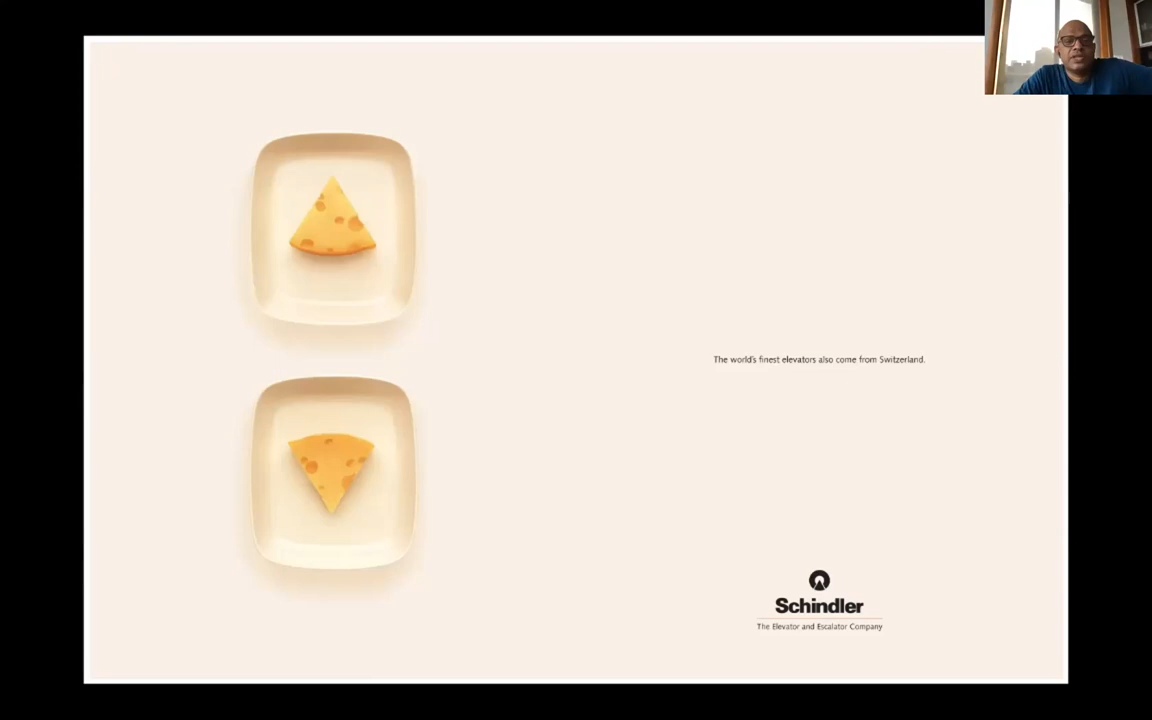 The world's finest elevators also come from Switzerland.
Schindler
The Elevator and Escalator Company